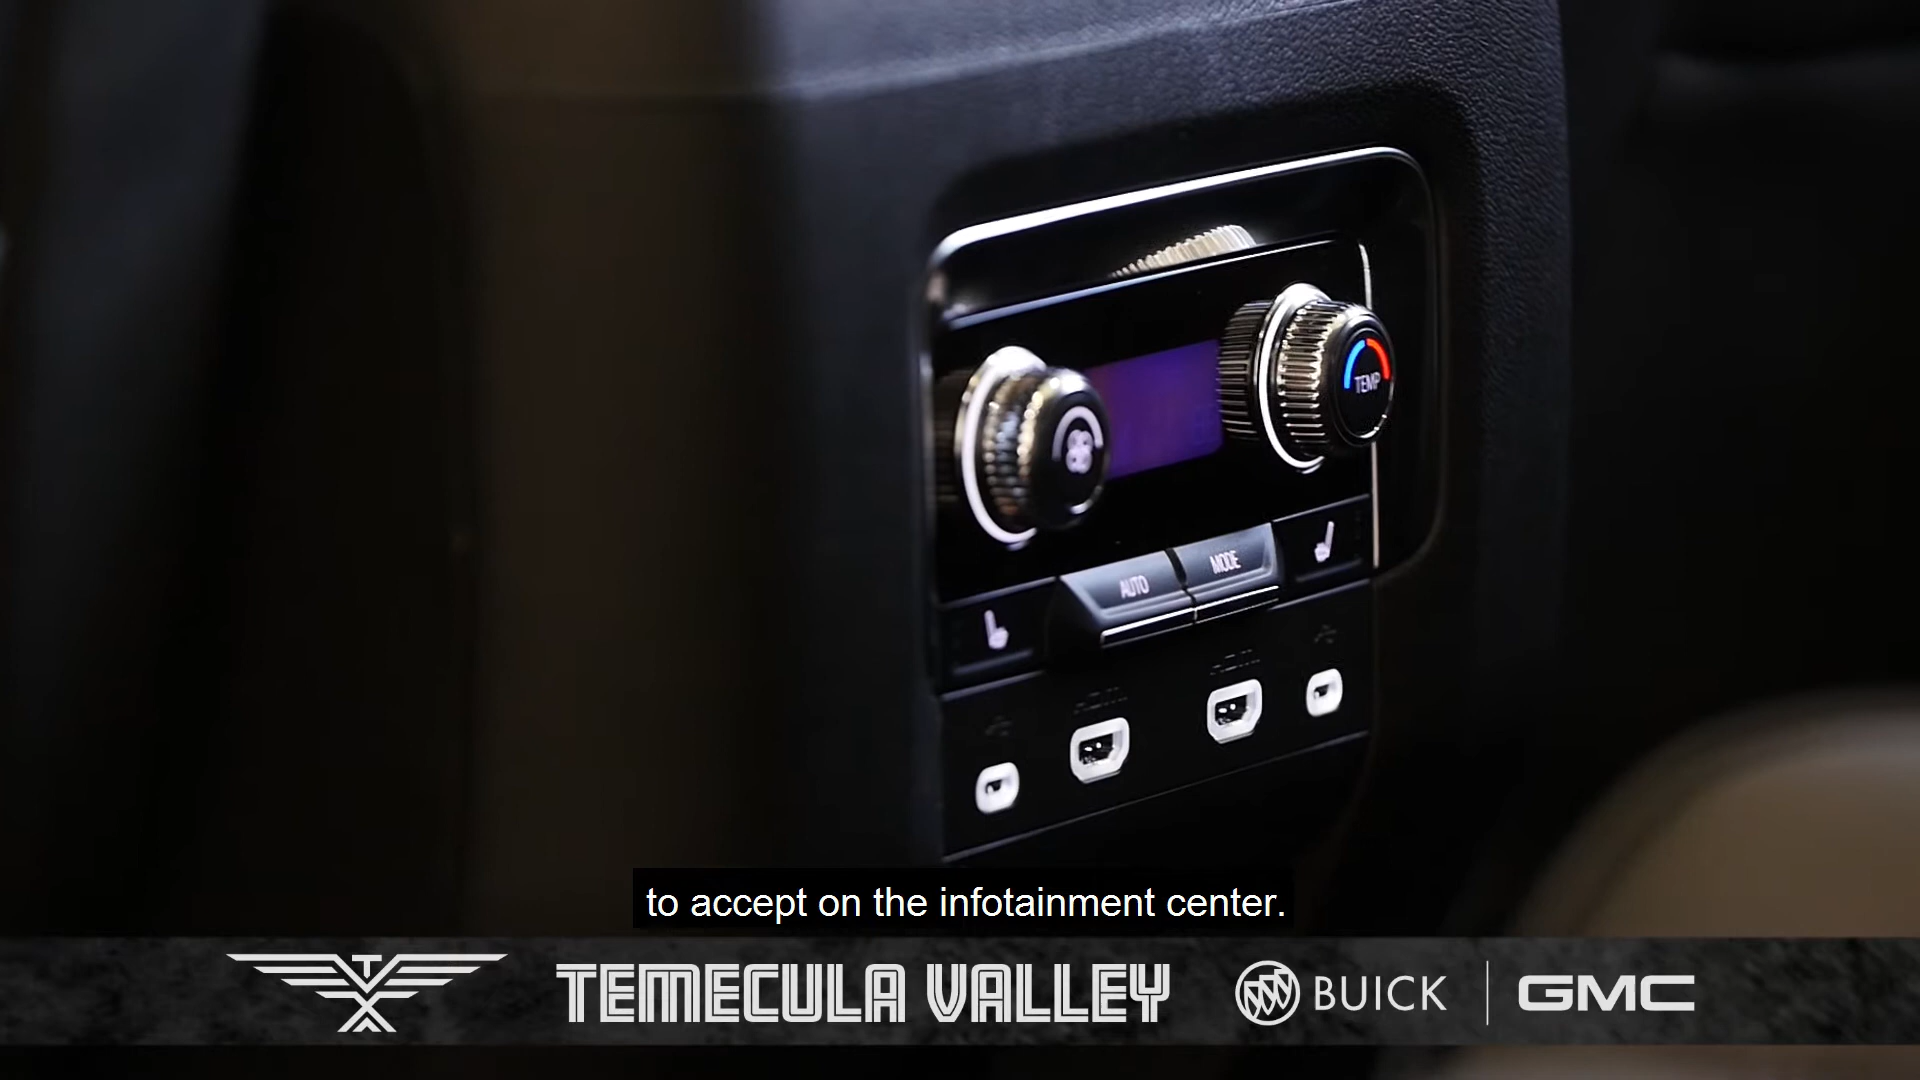 TEMP
AUTO
MODE
to accept on the infotainment center.
TEMECULA VALLEY
BUICK
GMC